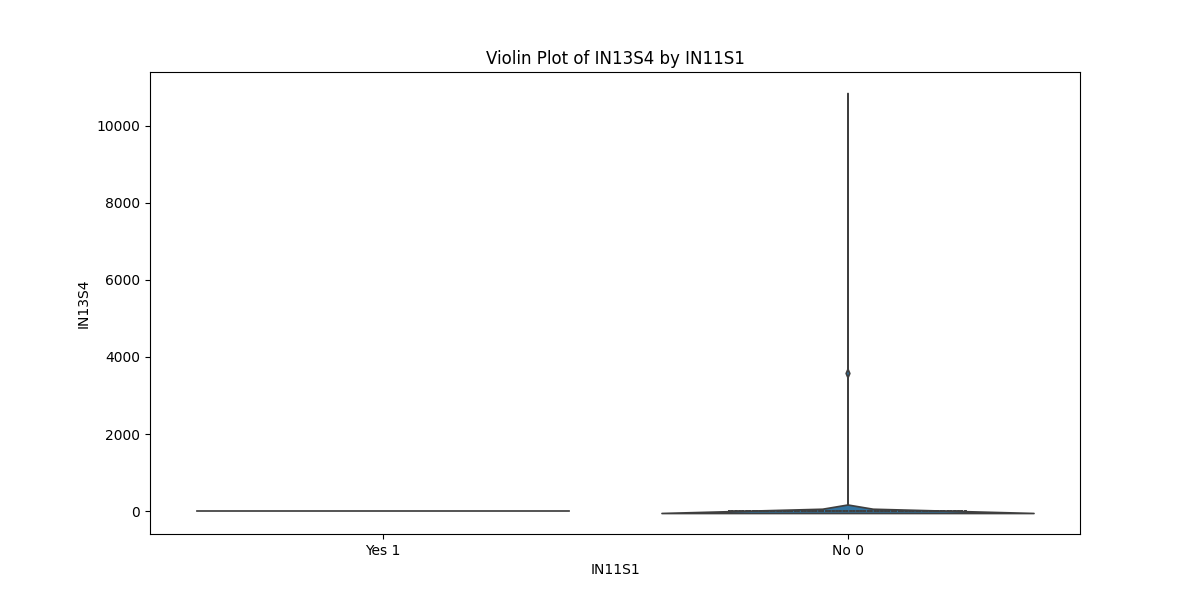 Violin Plot of IN13S4 by IN11S1
10000
8000
6000
4000
2000
0
IN13S4
Yes 1
No 0
IN11S1